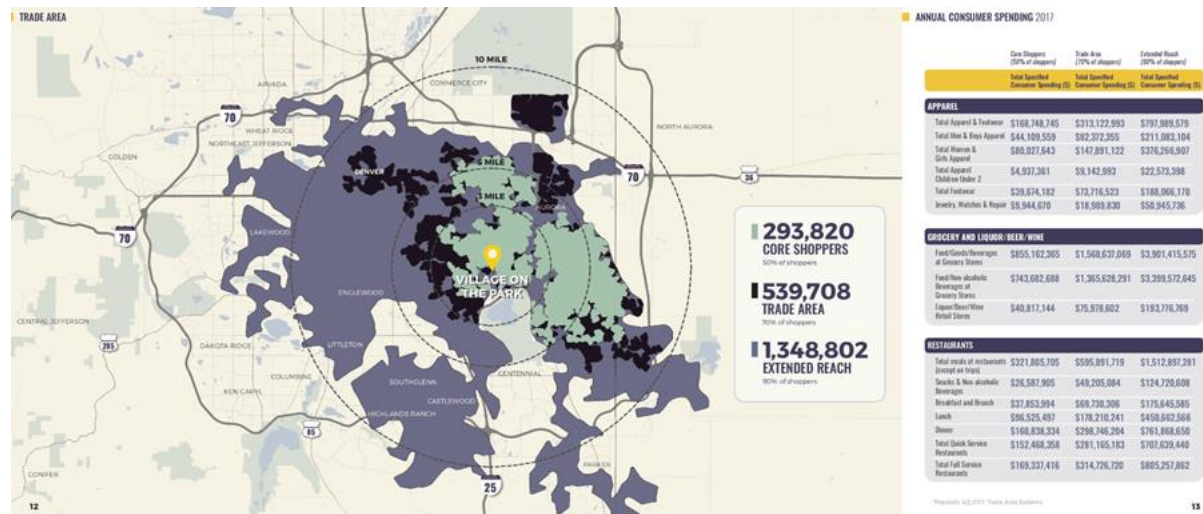 TRADE AREA
10 MILE
ARVADA
COMMERCE CITY
70
WHEAT RIDGE
NORTHEAST JEFFERSON
NORTH AURORA
GOLDEN
DENVER
5 MILE
70
36
3 MILE
AURORA
LAKEWOOD
70
VILLAGE ON
THE PARK
ENGLEWOOD
CENTRAL JEFFERSON
285
DAKOTA RIDGE
LITTLETON
COLUMBINE
CENTENNIAL
KEN CARYL
SOUTHGLENN
CASTLEWOOD
HIGHLANDS RANCH
85
PARKER
CONIFER
25
12
293,820
CORE SHOPPERS
50% of shoppers
539,708
TRADE AREA
70% of shoppers
1,348,802
EXTENDED REACH
90% of shoppers
ANNUAL CONSUMER SPENDING 2017
Core Shoppers Trade Area Extended Reach
(50% of shoppers) (70% of shoppers) (90% of shoppers)
Total Specified Total Specified Total Specified
Consumer Spending ($) Consumer Spending ($) Consumer Spending ($)
APPAREL
Total Apparel & Footwear $168,748,745 $313,122,993 $797,989,579
Total Men & Boys Apparel $44,109,559 $82,372,355 $211,083,104
Total Women & $80,027,643 $147,891,122 $376,266,907
Girls Apparel
Total Apparel $4,937,361 $9,142,993 $22,573,398
Children Under 2
Total Footwear $39,674,182 $73,716,523 $188,066,170
Jewelry, Watches & Repair $9,944,670 $18,989,830 $50,945,736
GROCERY AND LIQUOR/BEER/WINE
Food/Goods/Beverages $855,162,365 $1,568,637,069 $3,901,415,575
at Grocery Stores
Food/Non-alcoholic $743,682,688 $1,365,628,291 $3,399,572,645
Beverages at
Grocery Stores
Liquor/Beer/Wine $40,817,144 $75,978,602 $193,776,769
Retail Stores
RESTAURANTS
Total meals at restaurants $321,805,705 $595,891,719 $1,512,897,281
(except on trips)
Snacks & Non-alcoholic $26,587,905 $49,205,084 $124,720,608
Beverages
Breakfast and Brunch $37,853,994 $69,730,306 $175,645,585
Lunch $96,525,497 $178,210,241 $450,662,566
Dinner $160,838,334 $298,746,204 $761,868,650
Total Quick Service $152,468,358 $281,165,183 $707,639,440
Restaurants
Total Full Service $169,337,416 $314,726,720 $805,257,862
Restaurants
2017, Trade Area Systems
13